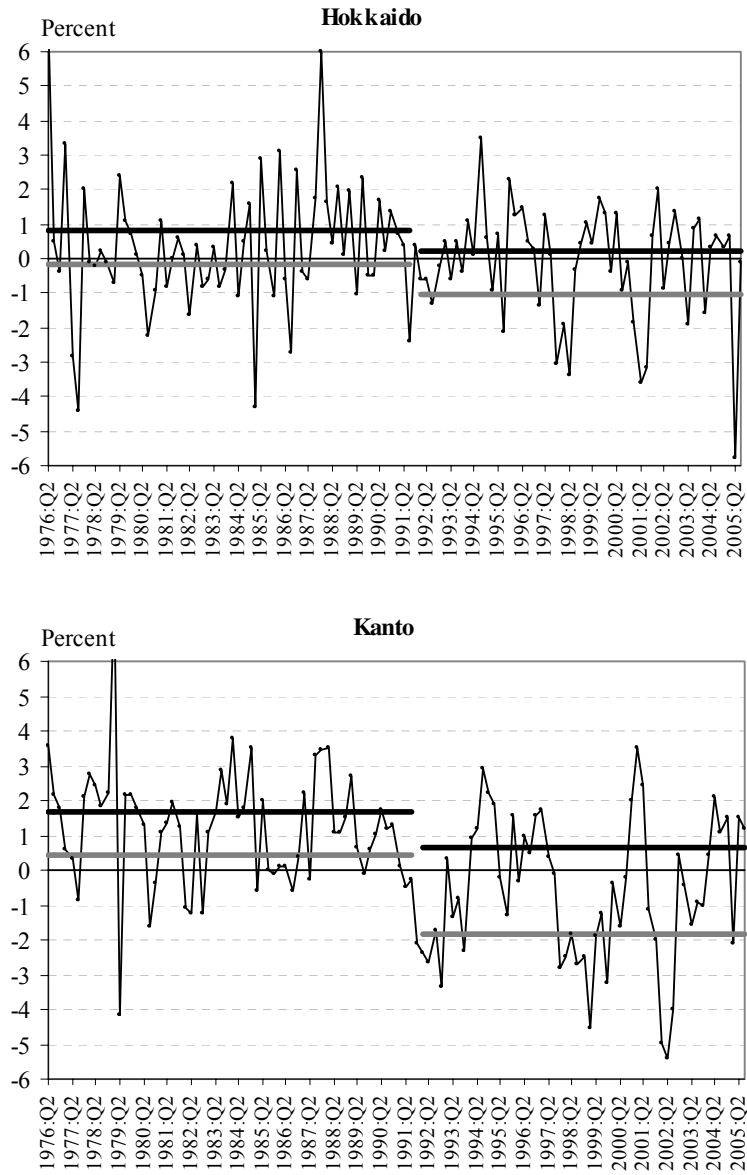 Hokkaido
Percent
6
5
4
3
2
1
0
-1
-2
-3
-4
-5
-6
1976:Q2
1977:Q2
1978:Q2
1979:Q2
1980:Q2
1981:Q2
1982:Q2
1983:Q2
1984:Q2
1985:Q2
1986:Q2
1987:Q2
1988:Q2
1989:Q2
1990:Q2
1991:Q2
1992:Q2
1993:Q2
1994:Q2
1995:Q2
1996:Q2
1997:Q2
1998:Q2
1999:Q2
2000:Q2
2001:Q2
2002:Q2
2003:Q2
2004:Q2
2005:Q2
Kanto
Percent
6
5
4
3
2
1
0
-1
-2
-3
-4
-5
-6
1976:Q2
1977:Q2
1978:Q2
1979:Q2
1980:Q2
1981:Q2
1982:Q2
1983:Q2
1984:Q2
1985:Q2
1986:Q2
1987:Q2
1988:Q2
1989:Q2
1990:Q2
1991:Q2
1992:Q2
1993:Q2
1994:Q2
1995:Q2
1996:Q2
1997:Q2
1998:Q2
1999:Q2
2000:Q2
2001:Q2
2002:Q2
2003:Q2
2004:Q2
2005:Q2